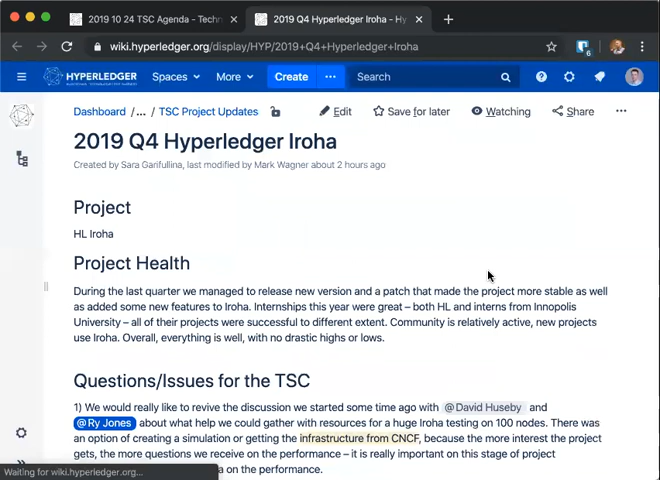 2019 10 24 TSC Agenda - Techn
2019 Q4 Hyperledger Iroha - Hy
wiki.hyperledger.org/display/HYP/2019+Q4+Hyperledger+Iroha
6
HYPERLEDGER Spaces More Create ... Search
Dashboard /... / TSC Project Updates Edit Save for later Watching Share ...
2019 Q4 Hyperledger Iroha
Created by Sara Garifullina, last modified by Mark Wagner about 2 hours ago
Project
HL Iroha
Project Health
During the last quarter we managed to release new version and a patch that made the project more stable as well
as added some new features to Iroha. Internships this year were great – both HL and interns from Innopolis
University – all of their projects were successful to different extent. Community is relatively active, new projects
use Iroha. Overall, everything is well, with no drastic highs or lows.
Questions/Issues for the TSC
1) We would really like to revive the discussion we started some time ago with @David Huseby and
@Ry Jones about what help we could gather with resources for a huge Iroha testing on 100 nodes. There was
an option of creating a simulation or getting the infrastructure from CNCF, because the more interest the project
gets, the more questions we receive on the performance – it is really important on this stage of project
a on the performance.
Waiting for wiki.hyperledger.org...